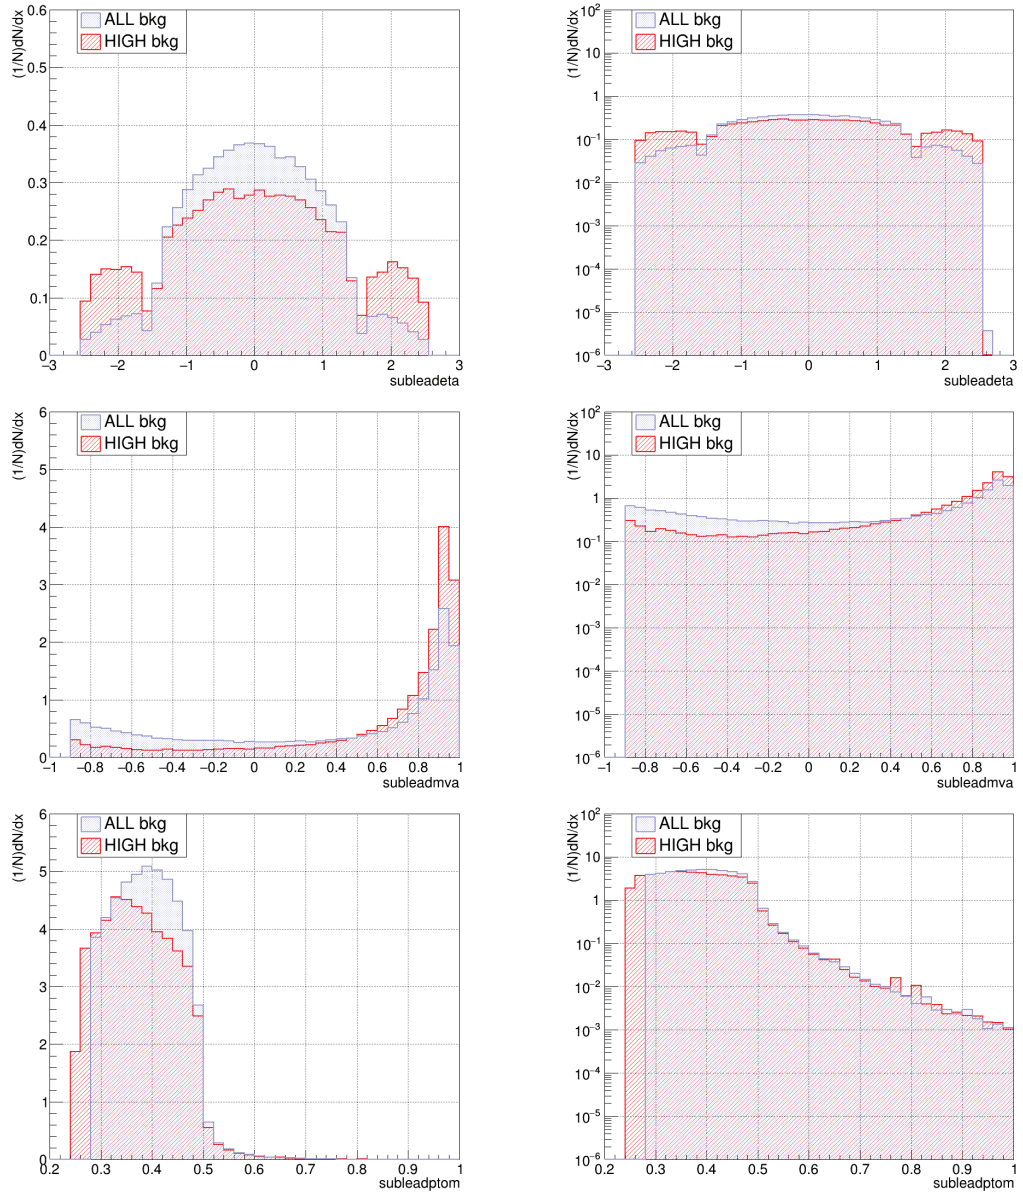 (1/N)dN/dx
ALL bkg
HIGH bkg
0.6
0.5
0.4
0.3
0.2
0.1
0
−3 −2 −1 0 1 2 3
subleadeta
(1/N)dN/dx
ALL bkg
HIGH bkg
10²
10
1
10⁻¹
10⁻²
10⁻³
10⁻⁴
10⁻⁵
10⁻⁶
−3 −2 −1 0 1 2 3
subleadeta
(1/N)dN/dx
ALL bkg
HIGH bkg
6
5
4
3
2
1
0
−1 −0.8 −0.6 −0.4 −0.2 0 0.2 0.4 0.6 0.8 1
subleadmva
(1/N)dN/dx
ALL bkg
HIGH bkg
10²
10
1
10⁻¹
10⁻²
10⁻³
10⁻⁴
10⁻⁵
10⁻⁶
−1 −0.8 −0.6 −0.4 −0.2 0 0.2 0.4 0.6 0.8 1
subleadmva
(1/N)dN/dx
ALL bkg
HIGH bkg
6
5
4
3
2
1
0
0.2 0.3 0.4 0.5 0.6 0.7 0.8 0.9 1
subleadptom
(1/N)dN/dx
ALL bkg
HIGH bkg
10²
10
1
10⁻¹
10⁻²
10⁻³
10⁻⁴
10⁻⁵
10⁻⁶
0.2 0.3 0.4 0.5 0.6 0.7 0.8 0.9 1
subleadptom